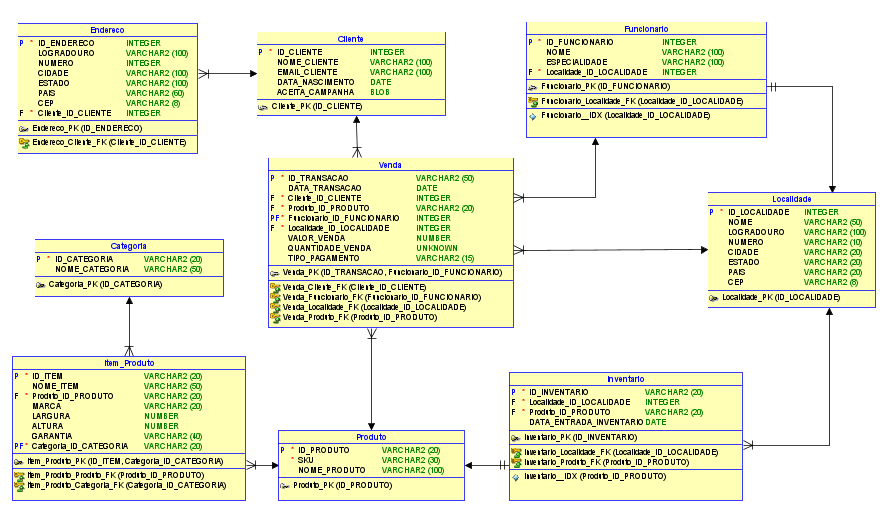 Endereco
P * ID_ENDERECO INTEGER
LOGRADOURO VARCHAR2 (100)
NUMERO INTEGER
CIDADE VARCHAR2 (100)
ESTADO VARCHAR2 (100)
PAIS VARCHAR2 (60)
CEP VARCHAR2 (8)
F * Cliente_ID_CLIENTE INTEGER
Endereco_PK (ID_ENDERECO)
Endereco_Cliente_FK (Cliente_ID_CLIENTE)
Cliente
P * ID_CLIENTE INTEGER
NOME_CLIENTE VARCHAR2 (100)
EMAIL_CLIENTE VARCHAR2 (100)
DATA_NASCIMENTO DATE
ACEITA_CAMPANHA BLOB
Cliente_PK (ID_CLIENTE)
Funcionario
P * ID_FUNCIONARIO INTEGER
NOME VARCHAR2 (100)
ESPECIALIDADE VARCHAR2 (100)
F * Localidade_ID_LOCALIDADE INTEGER
Funcionario_PK (ID_FUNCIONARIO)
Funcionario_Localidade_FK (Localidade_ID_LOCALIDADE)
Funcionario__IDX (Localidade_ID_LOCALIDADE)
Venda
P * ID_TRANSACAO VARCHAR2 (50)
DATA_TRANSACAO DATE
F * Cliente_ID_CLIENTE INTEGER
F * Produto_ID_PRODUTO VARCHAR2 (20)
PF* Funcionario_ID_FUNCIONARIO INTEGER
F * Localidade_ID_LOCALIDADE INTEGER
VALOR_VENDA NUMBER
QUANTIDADE_VENDA UNKNOWN
TIPO_PAGAMENTO VARCHAR2 (15)
Venda_PK (ID_TRANSACAO, Funcionario_ID_FUNCIONARIO)
Venda_Cliente_FK (Cliente_ID_CLIENTE)
Venda_Funcionario_FK (Funcionario_ID_FUNCIONARIO)
Venda_Localidade_FK (Localidade_ID_LOCALIDADE)
Venda_Produto_FK (Produto_ID_PRODUTO)
Localidade
P * ID_LOCALIDADE INTEGER
NOME VARCHAR2 (50)
LOGRADOURO VARCHAR2 (100)
NUMERO VARCHAR2 (10)
CIDADE VARCHAR2 (20)
ESTADO VARCHAR2 (20)
PAIS VARCHAR2 (20)
CEP VARCHAR2 (8)
Localidade_PK (ID_LOCALIDADE)
Categoria
P * ID_CATEGORIA VARCHAR2 (20)
NOME_CATEGORIA VARCHAR2 (50)
Categoria_PK (ID_CATEGORIA)
Item_Produto
P * ID_ITEM VARCHAR2 (20)
NOME_ITEM VARCHAR2 (50)
F * Produto_ID_PRODUTO VARCHAR2 (20)
MARCA VARCHAR2 (20)
LARGURA NUMBER
ALTURA NUMBER
GARANTIA VARCHAR2 (40)
PF* Categoria_ID_CATEGORIA VARCHAR2 (20)
Item_Produto_PK (ID_ITEM, Categoria_ID_CATEGORIA)
Item_Produto_Produto_FK (Produto_ID_PRODUTO)
Item_Produto_Categoria_FK (Categoria_ID_CATEGORIA)
Produto
P * ID_PRODUTO VARCHAR2 (20)
* SKU VARCHAR2 (30)
NOME_PRODUTO VARCHAR2 (100)
Produto_PK (ID_PRODUTO)
Inventario
P * ID_INVENTARIO VARCHAR2 (20)
F * Localidade_ID_LOCALIDADE INTEGER
F * Produto_ID_PRODUTO VARCHAR2 (20)
DATA_ENTRADA_INVENTARIO DATE
Inventario_PK (ID_INVENTARIO)
Inventario_Localidade_FK (Localidade_ID_LOCALIDADE)
Inventario_Produto_FK (Produto_ID_PRODUTO)
Inventario__IDX (Produto_ID_PRODUTO)